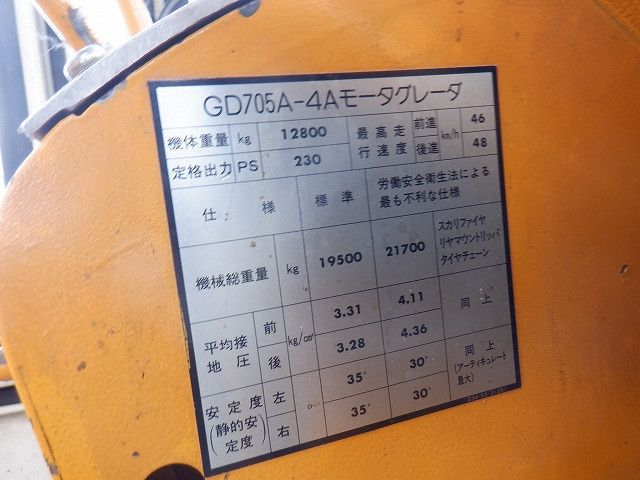 GD705A-4Aモータグレーダ
機体重量 kg 12800 最高走行速度 前進 km/h 46
定格出力 PS 230 後進 48
仕様 標準 労働安全衛生法による
最も不利な仕様
機械総重量 kg 19500 21700 スカリファイヤ
リヤマウントリッパ
タイヤチェーン
平均接地圧 前 kg/cm² 3.31 4.11 同上
後 3.28 4.36
安定度(静的安定度) 左 ° 35° 30° 同上
(アーティキュレート
最大)
右 35° 30°